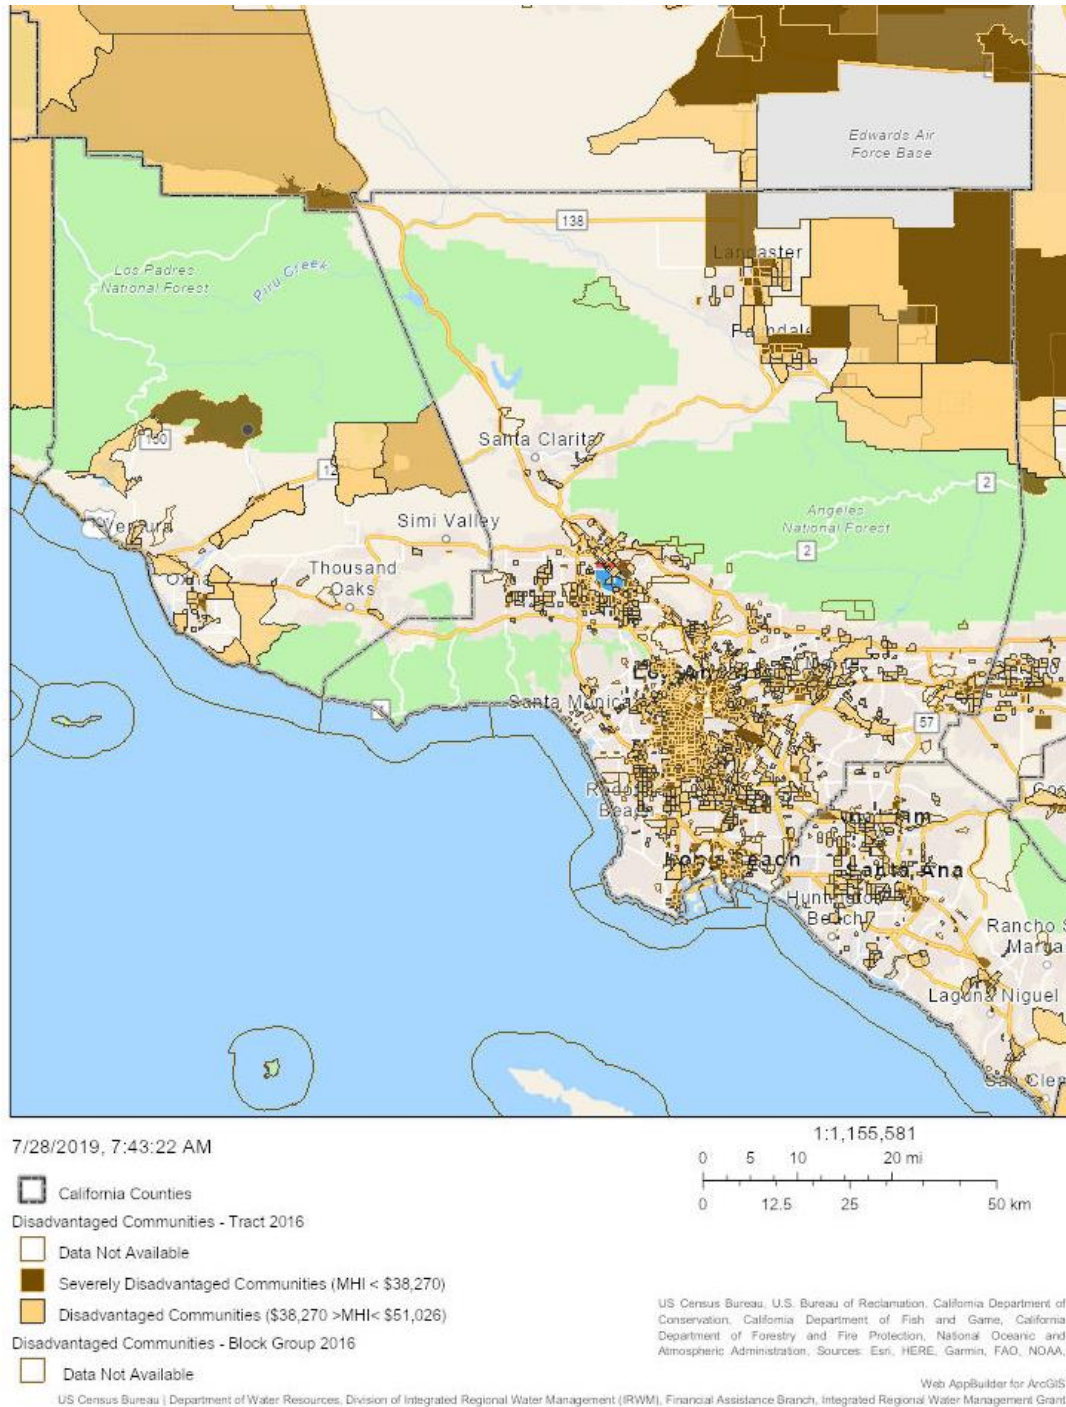 Edwards Air
Force Base
138
Lancaster
Los Padres
National Forest
Piru Creek
Palmdale
150
12
Santa Clarita
2
Angeles
National Forest
2
Simi Valley
Ventura
Thousand
Oaks
Santa Monica
57
Beach
Long Beach
Santa Ana
Huntington
Beach
Rancho S
Marga
Laguna Niguel
San Clem
7/28/2019, 7:43:22 AM
1:1,155,581
0 5 10 20 mi
0 12.5 25 50 km
California Counties
Disadvantaged Communities - Tract 2016
Data Not Available
Severely Disadvantaged Communities (MHI < $38,270)
Disadvantaged Communities ($38,270 >MHI< $51,026)
Disadvantaged Communities - Block Group 2016
Data Not Available
US Census Bureau, U.S. Bureau of Reclamation, California Department of
Conservation, California Department of Fish and Game, California
Department of Forestry and Fire Protection, National Oceanic and
Atmospheric Administration, Sources: Esri, HERE, Garmin, FAO, NOAA,
Web AppBuilder for ArcGIS
US Census Bureau | Department of Water Resources, Division of Integrated Regional Water Management (IRWM), Financial Assistance Branch, Integrated Regional Water Management Grant